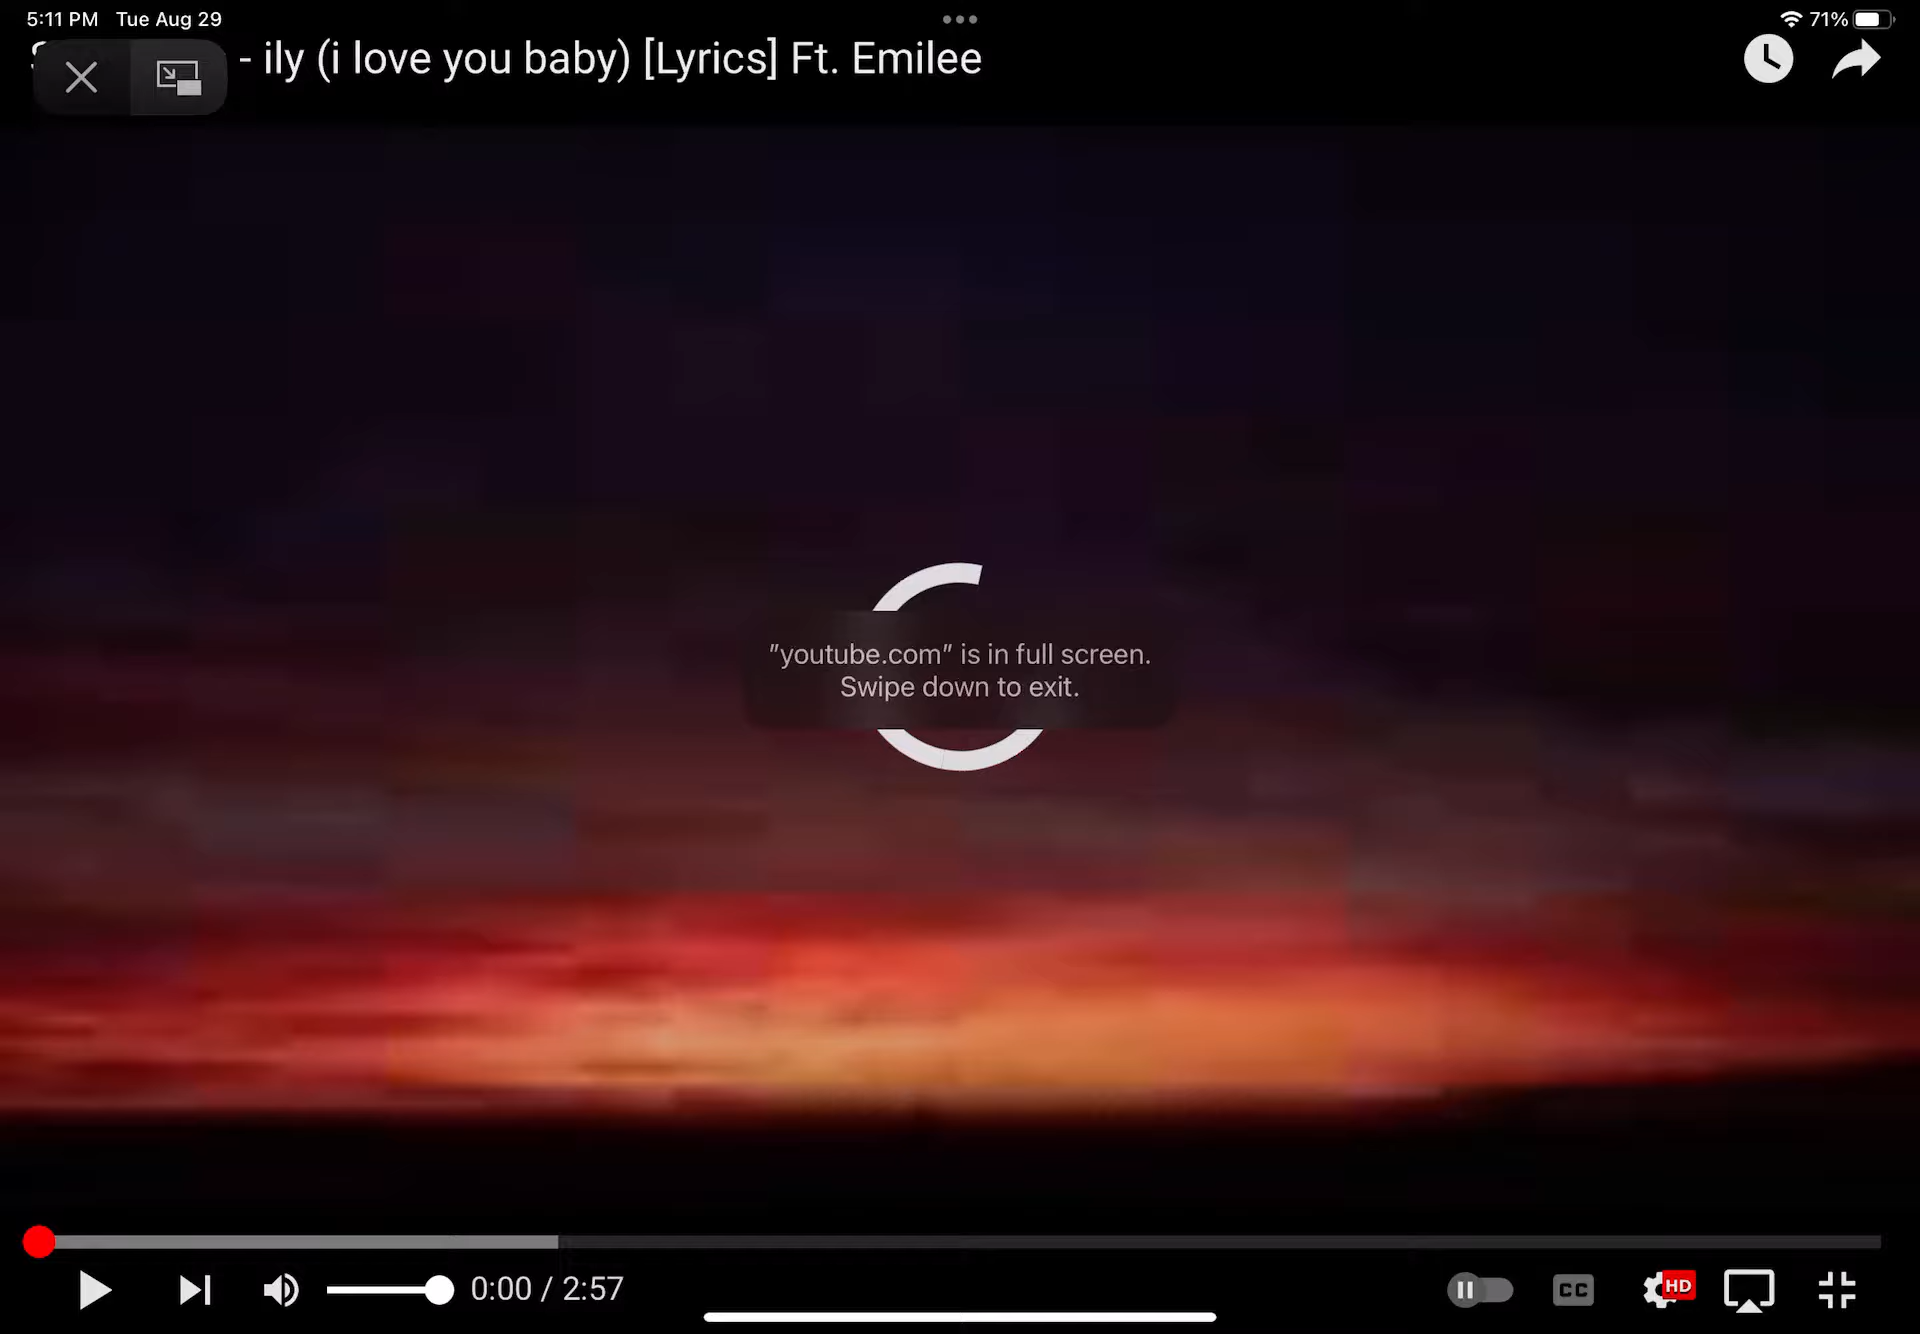 5:11 PM Tue Aug 29
71%
- ily (i love you baby) [Lyrics] Ft. Emilee
"youtube.com" is in full screen.
Swipe down to exit.
0:00 / 2:57
CC
HD